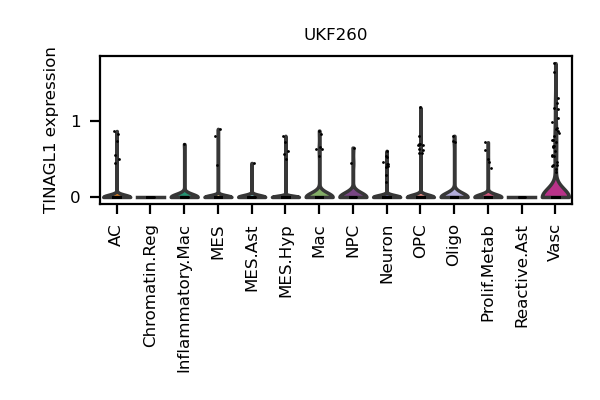 UKF260
TINAGL1 expression
1
0
AC
Chromatin.Reg
Inflammatory.Mac
MES
MES.Ast
MES.Hyp
Mac
NPC
Neuron
OPC
Oligo
Prolif.Metab
Reactive.Ast
Vasc